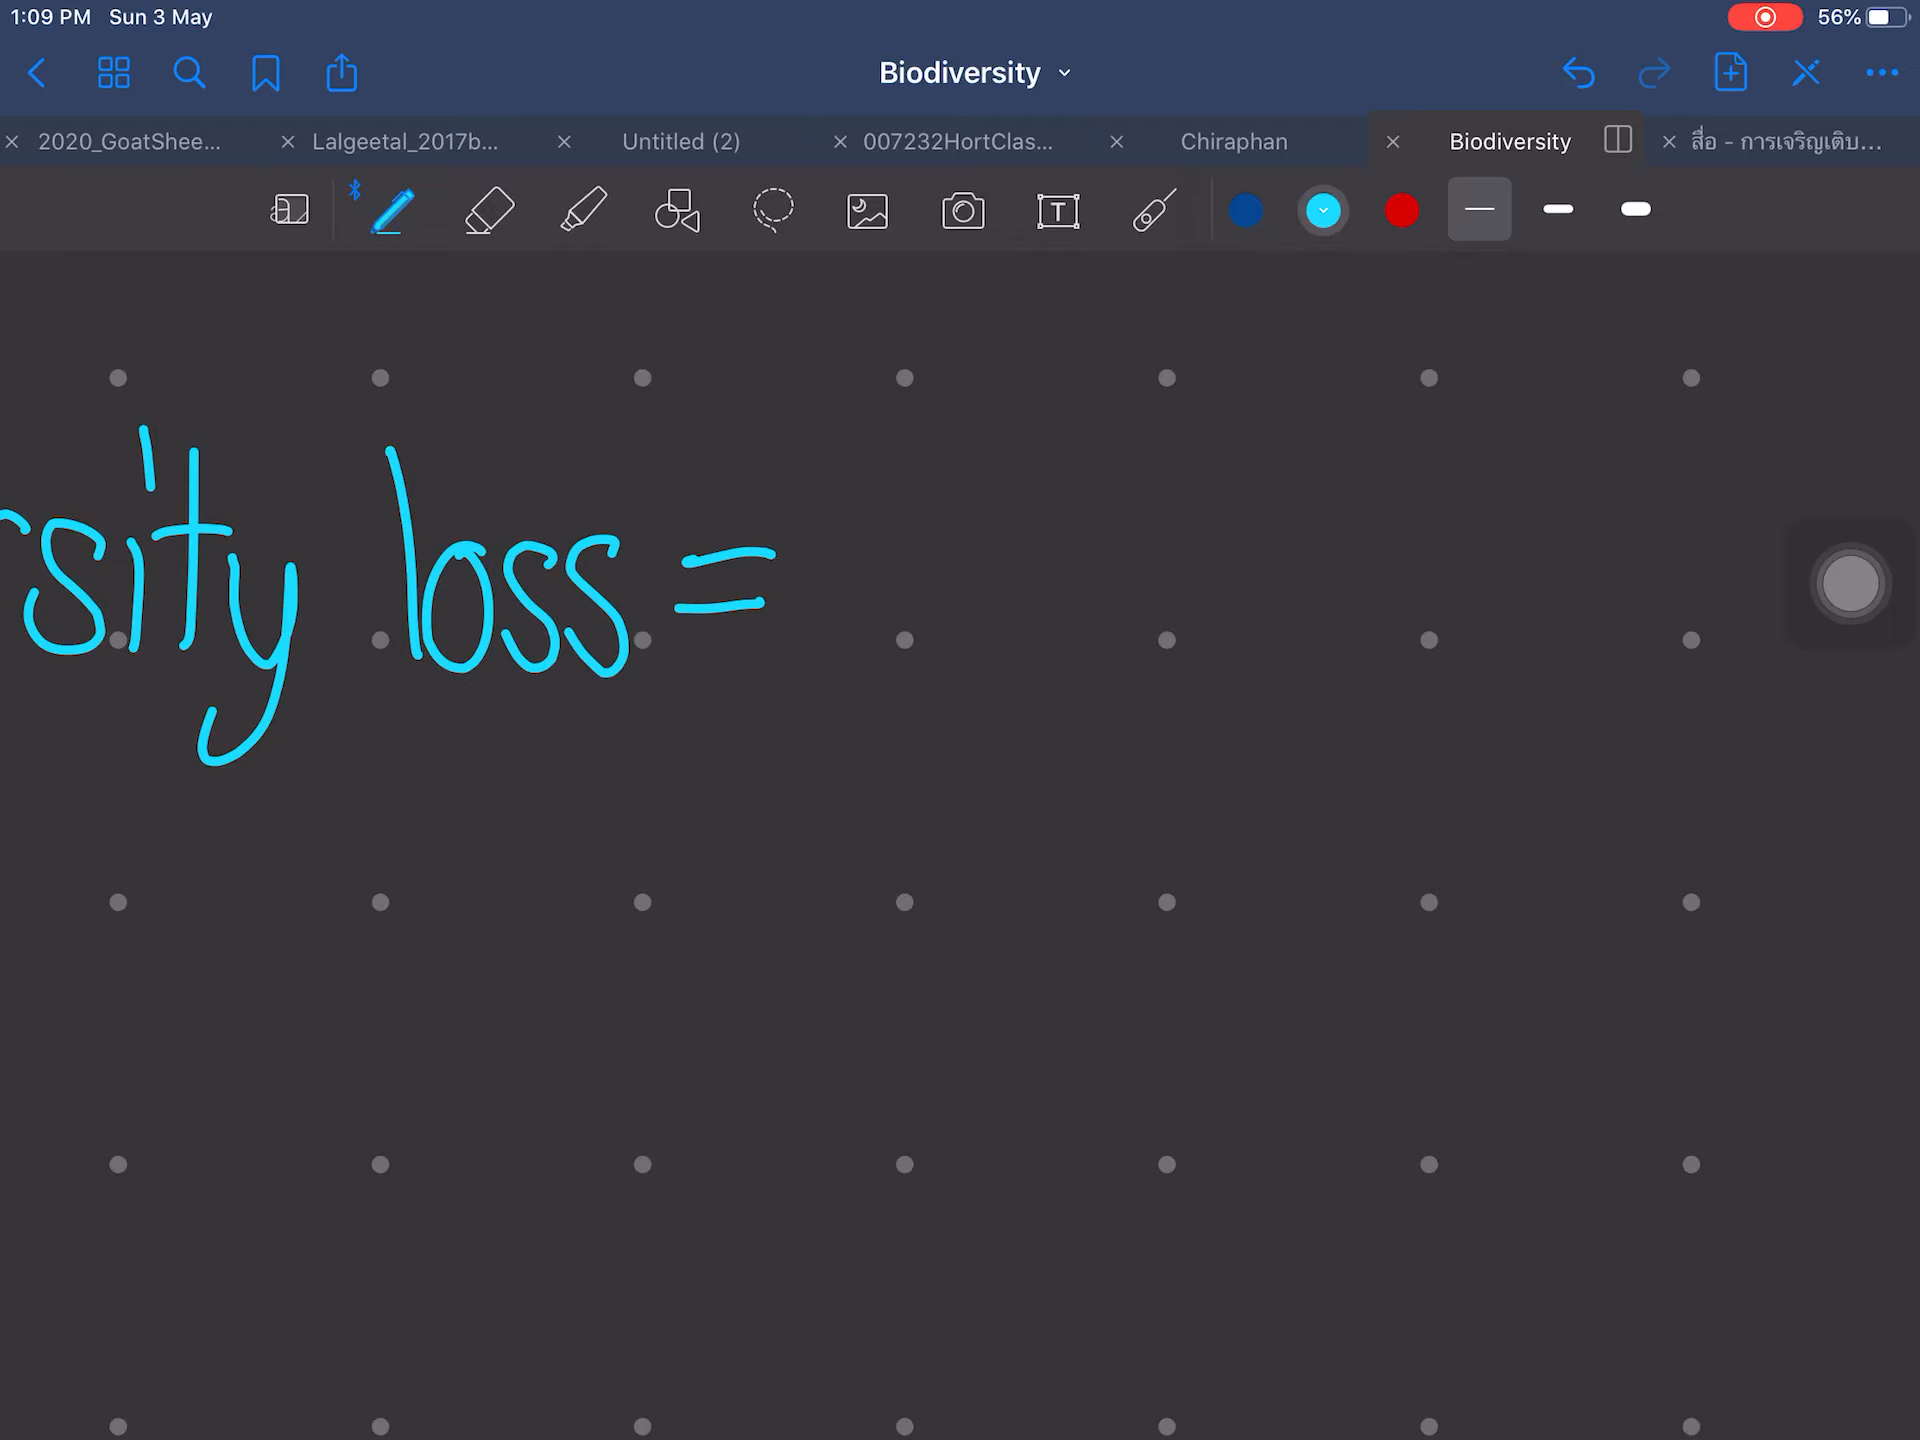 1:09 PM Sun 3 May 56%
Biodiversity
2020_GoatShee... Lalgeetal_2017b... Untitled (2) 007232HortClas... Chiraphan Biodiversity สื่อ - การเจริญเติบ...
rsity loss =